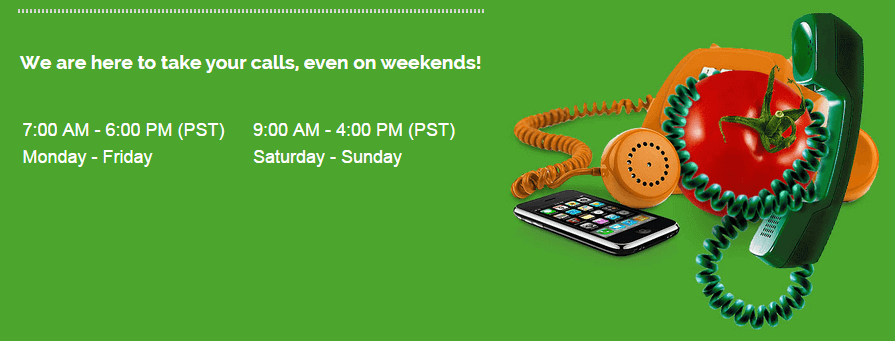 We are here to take your calls, even on weekends!
7:00 AM - 6:00 PM (PST)
Monday - Friday
9:00 AM - 4:00 PM (PST)
Saturday - Sunday